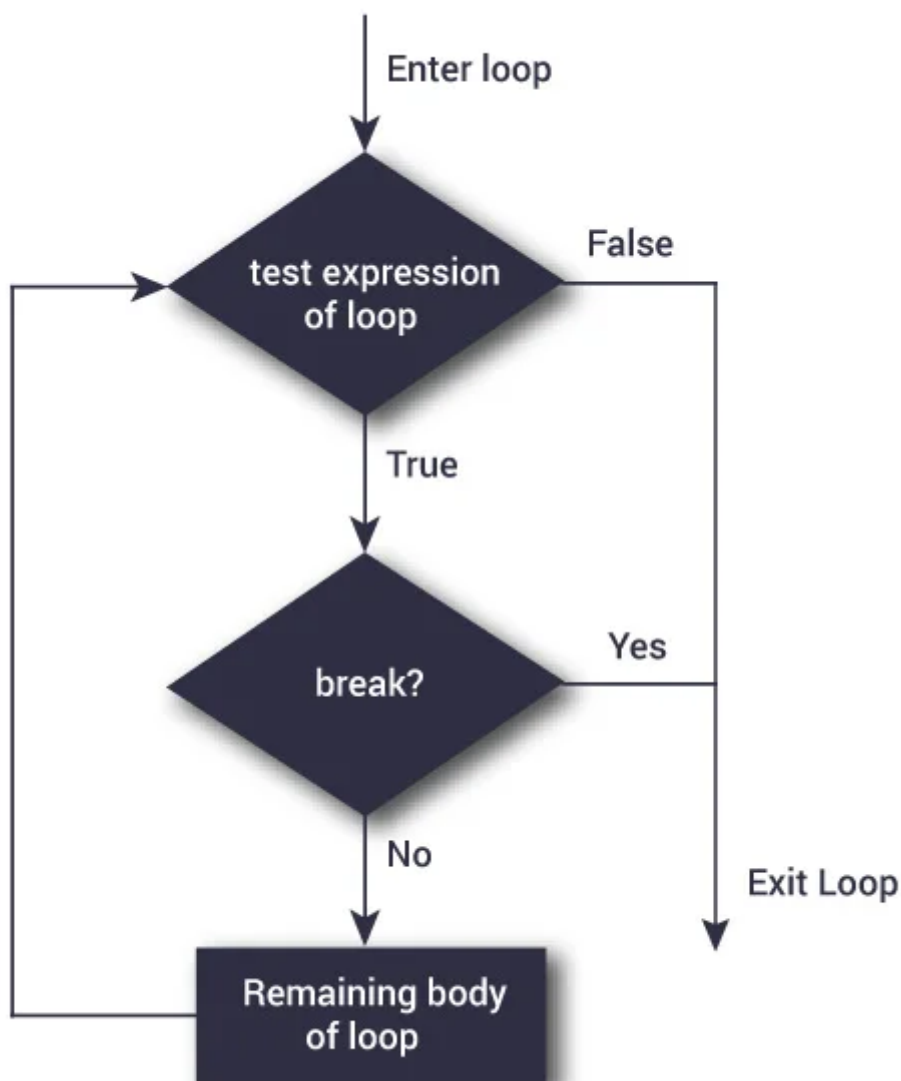 Enter loop
test expression
of loop
False
True
break?
Yes
No
Exit Loop
Remaining body
of loop